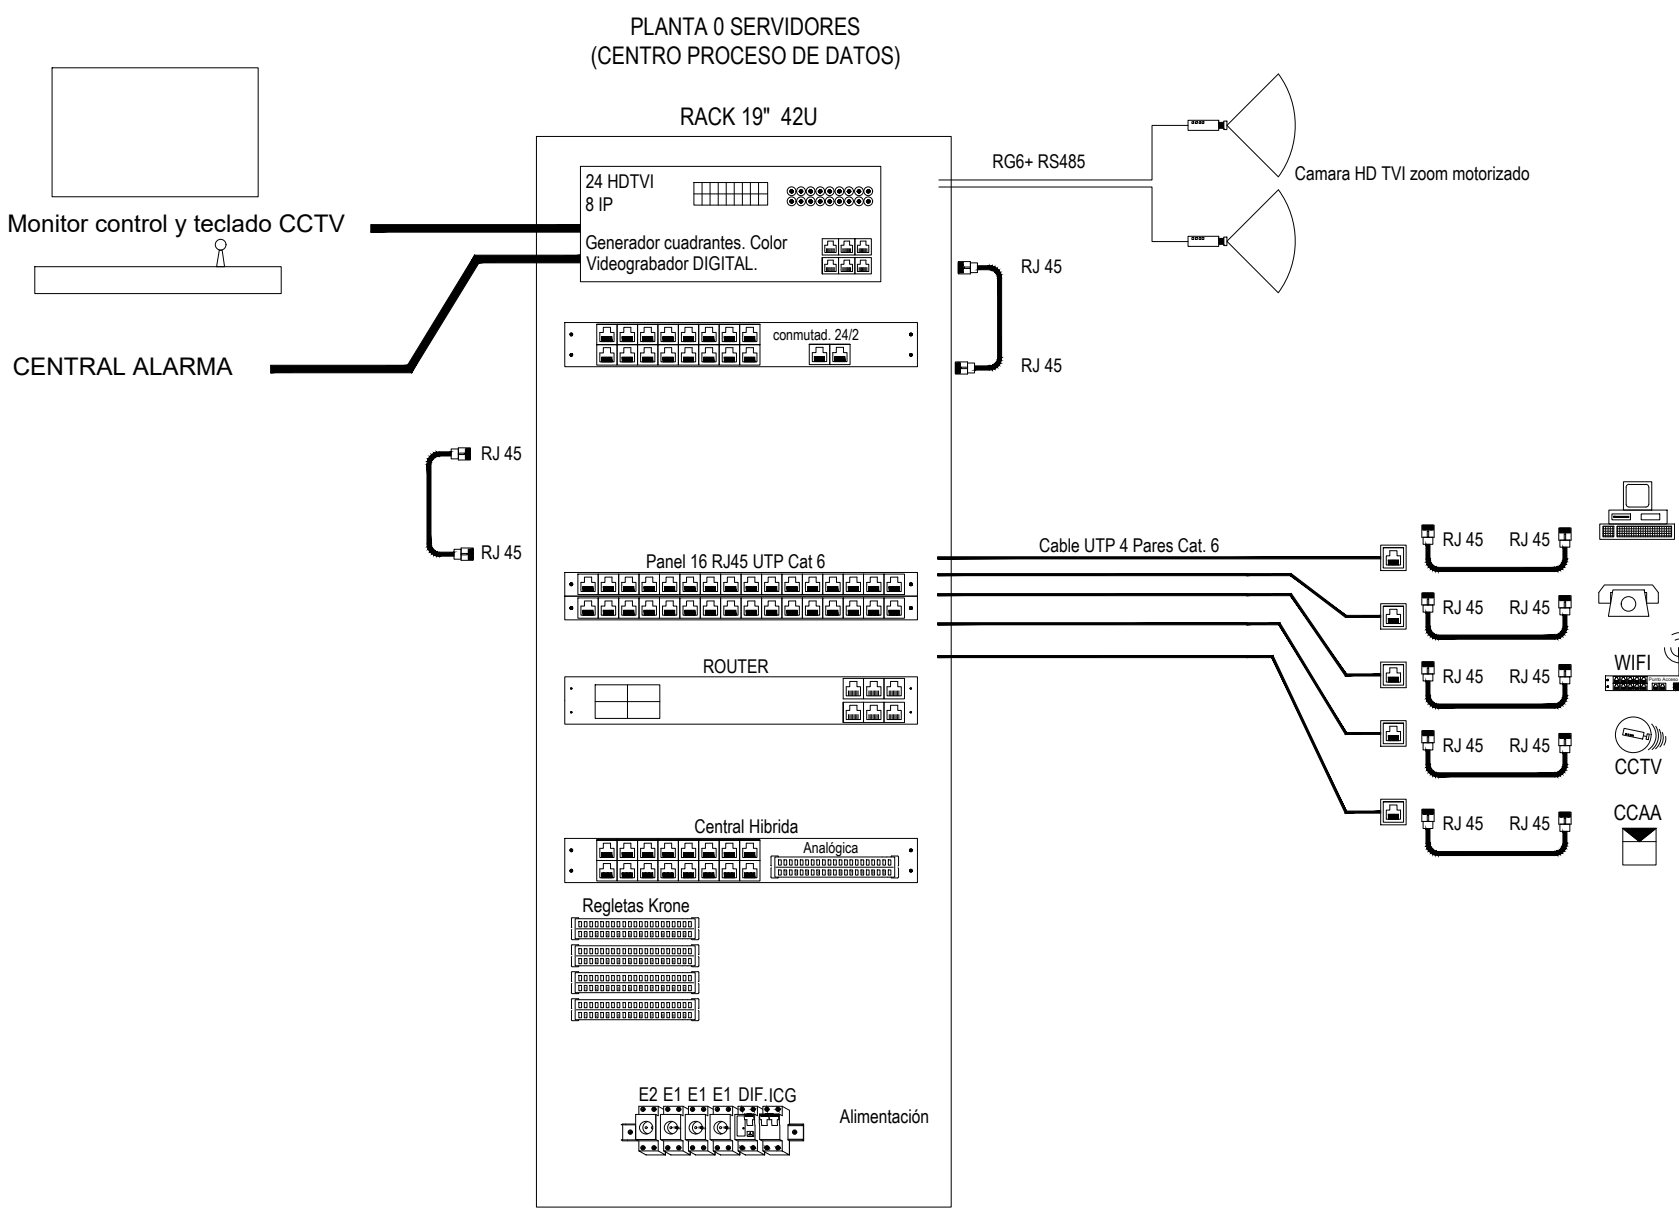 PLANTA 0 SERVIDORES
(CENTRO PROCESO DE DATOS)
RACK 19" 42U
24 HDTVI
8 IP
Generador cuadrantes. Color
Videograbador DIGITAL.
Monitor control y teclado CCTV
CENTRAL ALARMA
RG6+ RS485
Camara HD TVI zoom motorizado
RJ 45
RJ 45
conmutad. 24/2
RJ 45
RJ 45
Panel 16 RJ45 UTP Cat 6
Cable UTP 4 Pares Cat. 6
RJ 45 RJ 45
RJ 45 RJ 45
RJ 45 RJ 45
WIFI
Punto Acceso
RJ 45 RJ 45
CCTV
RJ 45 RJ 45
CCAA
ROUTER
Central Hibrida
Analógica
Regletas Krone
E2 E1 E1 E1 DIF. ICG
Alimentación